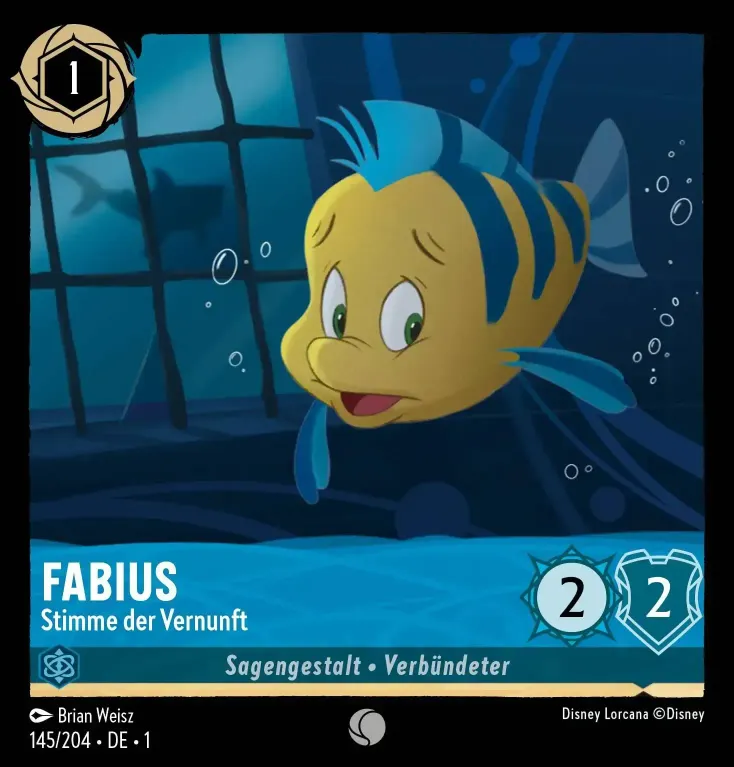 1
FABIUS
Stimme der Vernunft
2 2
Sagengestalt • Verbündeter
Brian Weisz
Disney Lorcana ©Disney
145/204 • DE • 1